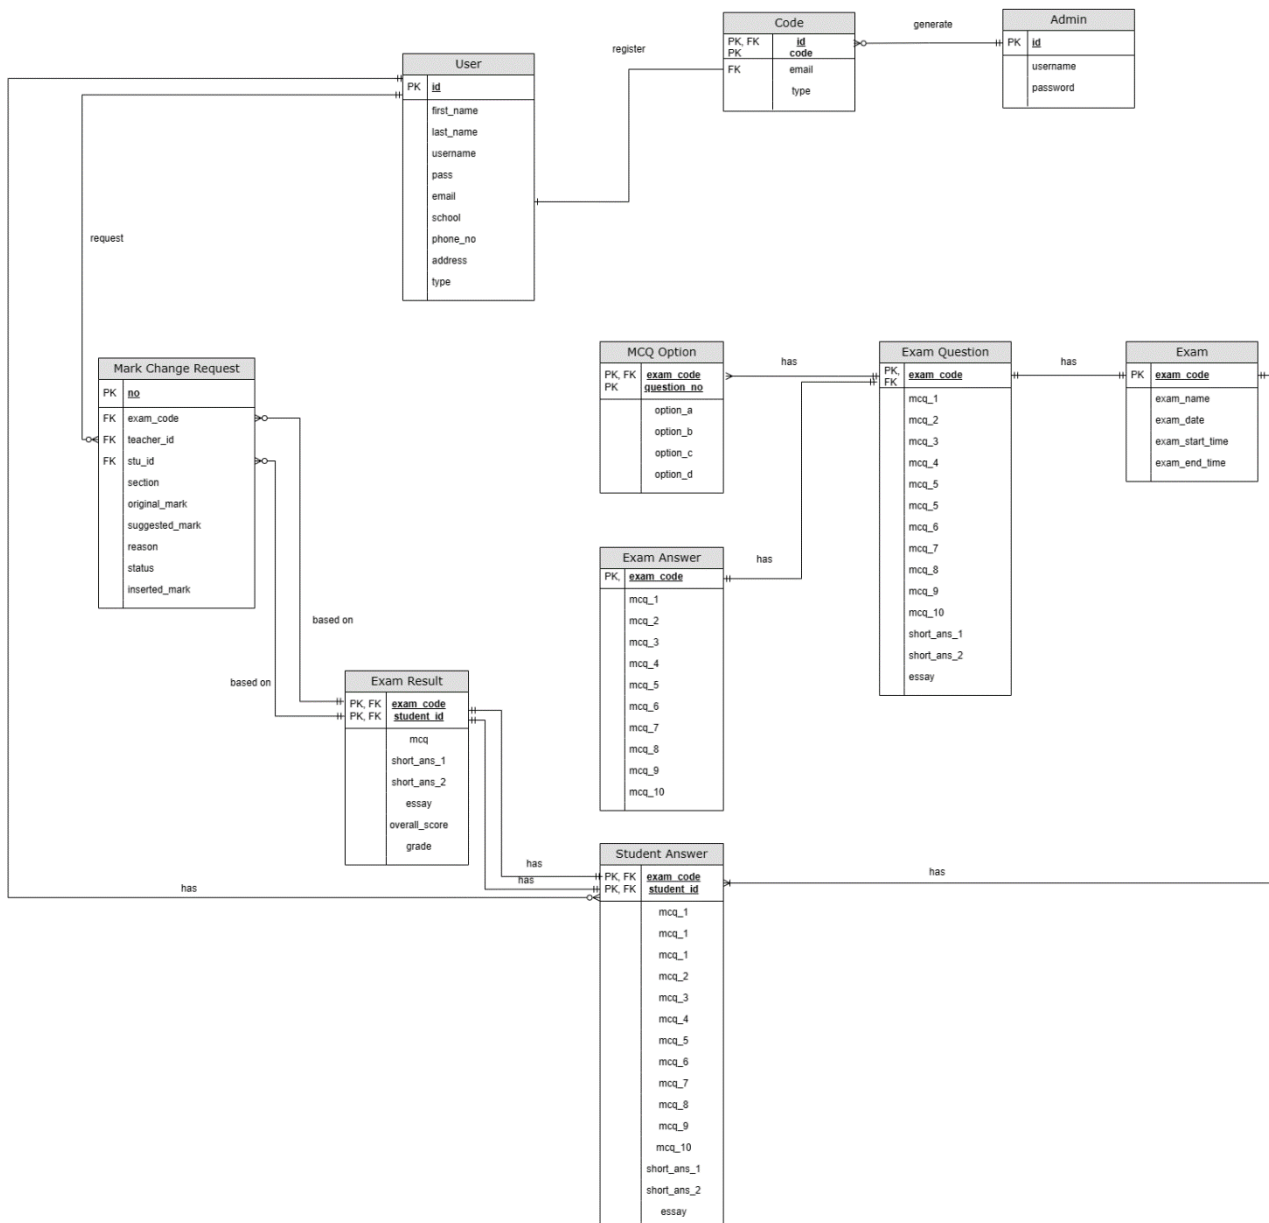 Code
PK, FK id
PK code
FK email
type
generate
Admin
PK id
username
password
register
User
PK id
first_name
last_name
username
pass
email
school
phone_no
address
type
request
Mark Change Request
PK no
FK exam_code
FK teacher_id
FK stu_id
section
original_mark
suggested_mark
reason
status
inserted_mark
MCQ Option
PK, FK exam_code
PK question_no
option_a
option_b
option_c
option_d
has
Exam Question
PK, FK exam_code
mcq_1
mcq_2
mcq_3
mcq_4
mcq_5
mcq_5
mcq_6
mcq_7
mcq_8
mcq_9
mcq_10
short_ans_1
short_ans_2
essay
has
Exam
PK exam_code
exam_name
exam_date
exam_start_time
exam_end_time
Exam Answer
PK, exam_code
mcq_1
mcq_2
mcq_3
mcq_4
mcq_5
mcq_6
mcq_7
mcq_8
mcq_9
mcq_10
has
based on
based on
Exam Result
PK, FK exam_code
PK, FK student_id
mcq
short_ans_1
short_ans_2
essay
overall_score
grade
has
has
has
Student Answer
PK, FK exam_code
PK, FK student_id
mcq_1
mcq_1
mcq_1
mcq_2
mcq_3
mcq_4
mcq_5
mcq_6
mcq_7
mcq_8
mcq_9
mcq_10
short_ans_1
short_ans_2
essay
has